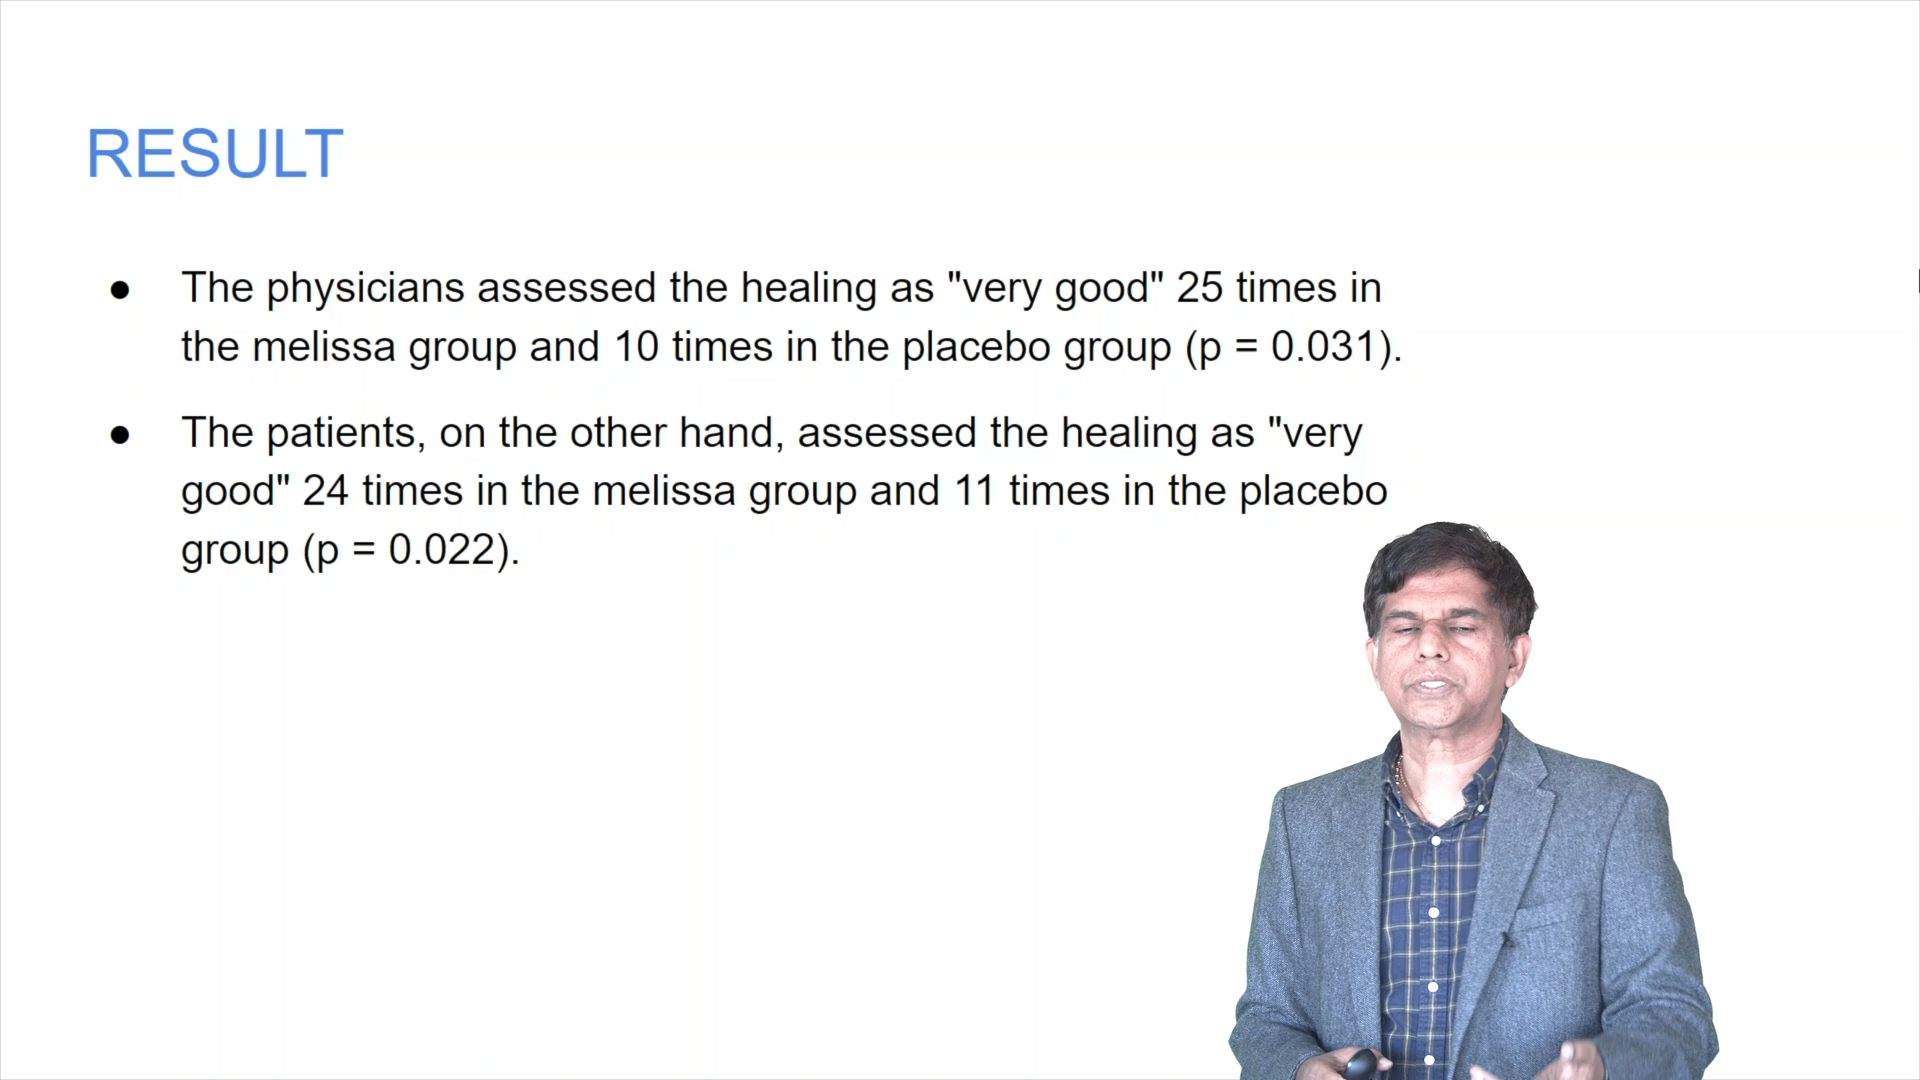 RESULT
● The physicians assessed the healing as "very good" 25 times in
the melissa group and 10 times in the placebo group (p = 0.031).
● The patients, on the other hand, assessed the healing as "very
good" 24 times in the melissa group and 11 times in the placebo
group (p = 0.022).